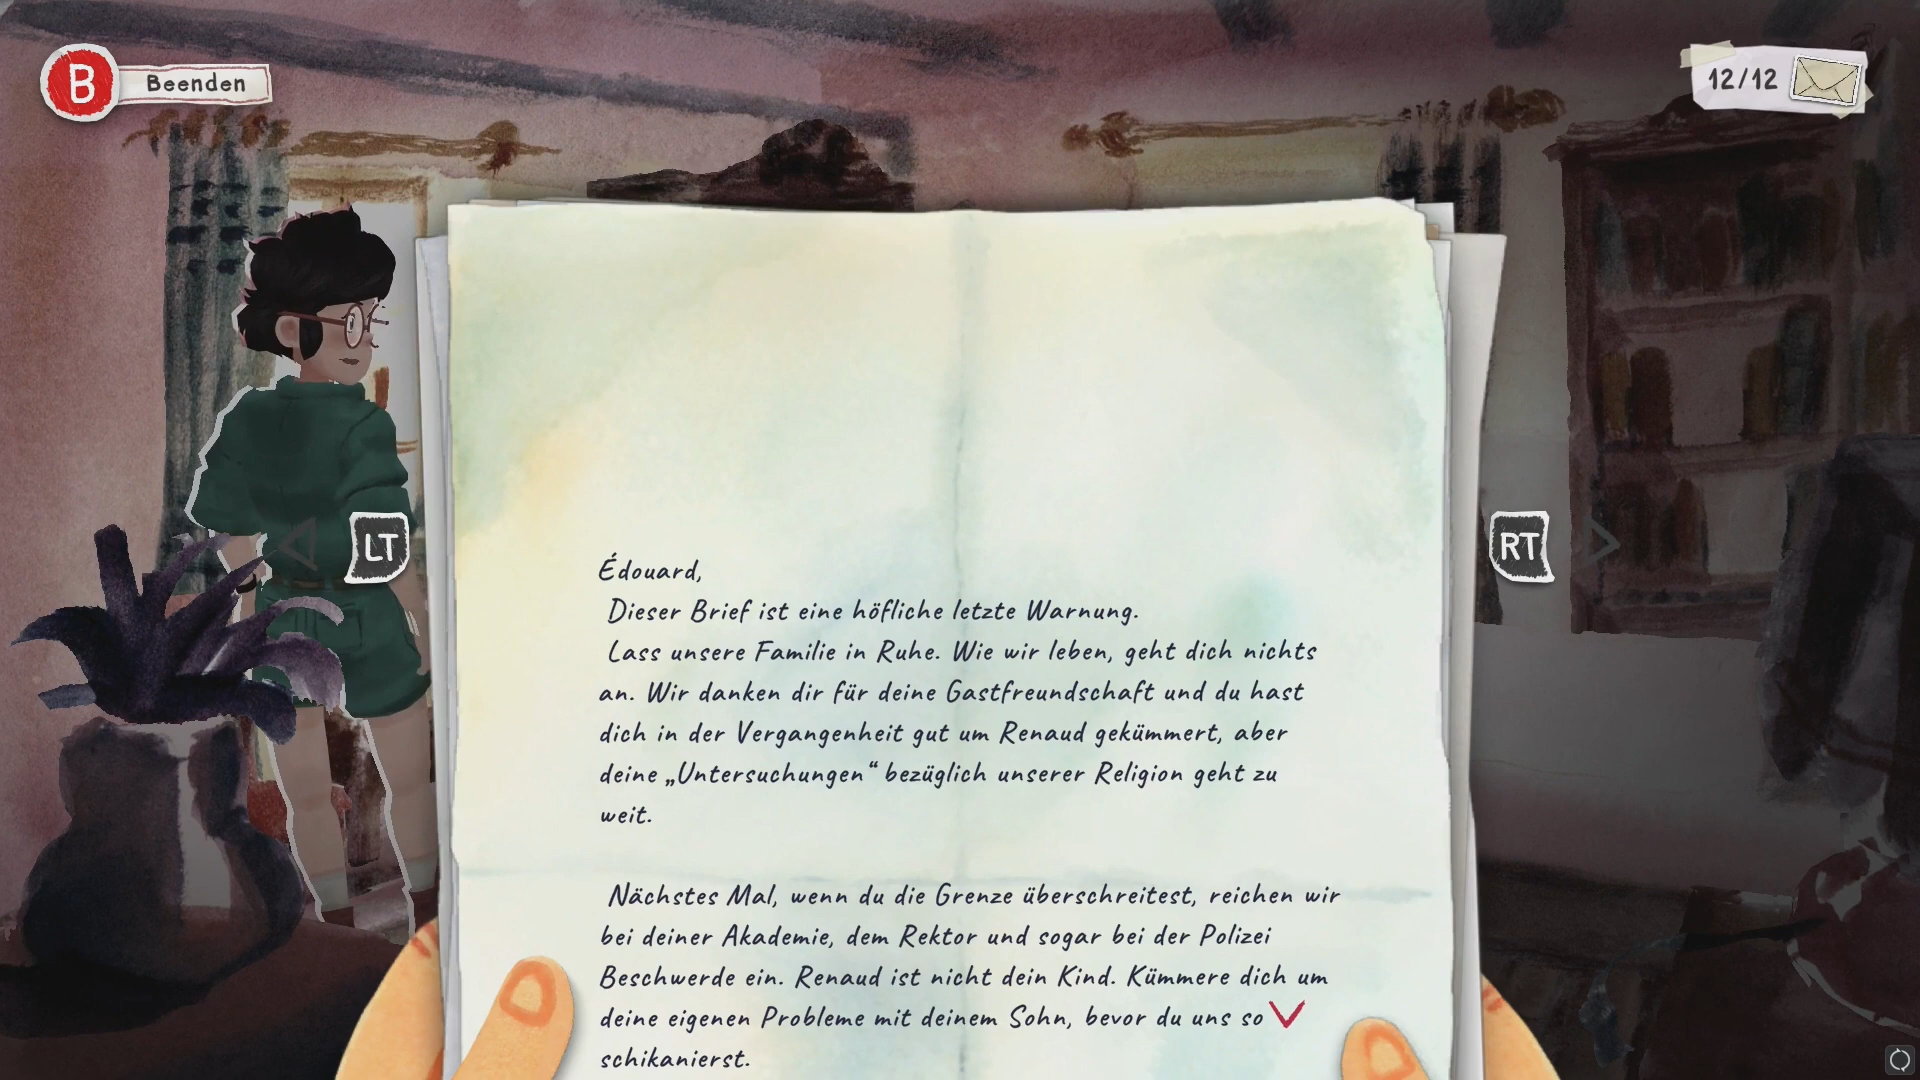 B Beenden
12/12
LT
RT
Édouard,
Dieser Brief ist eine höfliche letzte Warnung.
Lass unsere Familie in Ruhe. Wie wir leben, geht dich nichts
an. Wir danken dir für deine Gastfreundschaft und du hast
dich in der Vergangenheit gut um Renaud gekümmert, aber
deine „Untersuchungen“ bezüglich unserer Religion geht zu
weit.
Nächstes Mal, wenn du die Grenze überschreitest, reichen wir
bei deiner Akademie, dem Rektor und sogar bei der Polizei
Beschwerde ein. Renaud ist nicht dein Kind. Kümmere dich um
deine eigenen Probleme mit deinem Sohn, bevor du uns so
schikanierst.